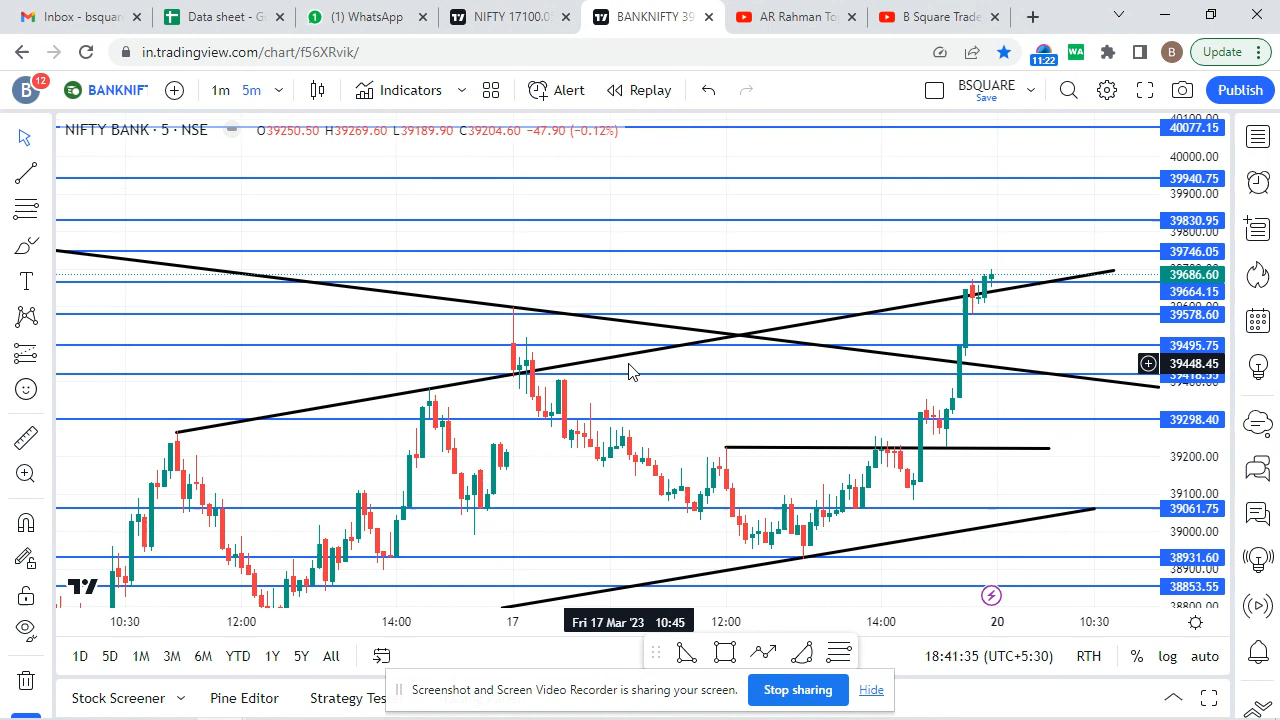 Inbox - bsquar
Data sheet - G
(1) WhatsApp
NIFTY 17100.0
BANKNIFTY 39
AR Rahman To
B Square Trade
in.tradingview.com/chart/f56XRvik/
11:22
WA
B
Update
B
12
BANKNIF
1m
5m
Indicators
Alert
Replay
BSQUARE
Save
Publish
NIFTY BANK · 5 · NSE
O39250.50 H39269.60 L39189.90 C39204.60 −47.90 (−0.12%)
40077.15
40000.00
39940.75
39900.00
39830.95
39800.00
39746.05
39686.60
39664.15
39578.60
39495.75
39448.45
39298.40
39200.00
39100.00
39061.75
39000.00
38931.60
38900.00
38853.55
38800.00
10:30
12:00
14:00
17
Fri 17 Mar '23 10:45
12:00
14:00
20
10:30
1D
5D
1M
3M
6M
YTD
1Y
5Y
All
18:41:35 (UTC+5:30)
RTH
%
log
auto
Screenshot and Screen Video Recorder is sharing your screen.
Stop sharing
Hide
Stock Screener
Pine Editor
Strategy Tes